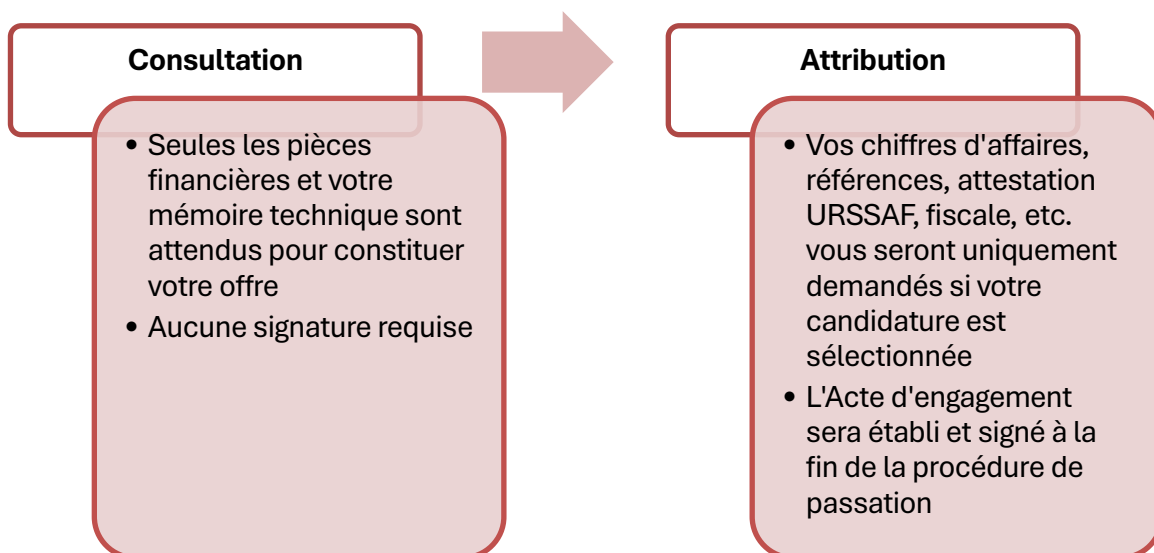 Consultation
• Seules les pièces
financières et votre
mémoire technique sont
attendus pour constituer
votre offre
• Aucune signature requise
Attribution
• Vos chiffres d'affaires,
références, attestation
URSSAF, fiscale, etc.
vous seront uniquement
demandés si votre
candidature est
sélectionnée
• L'Acte d'engagement
sera établi et signé à la
fin de la procédure de
passation